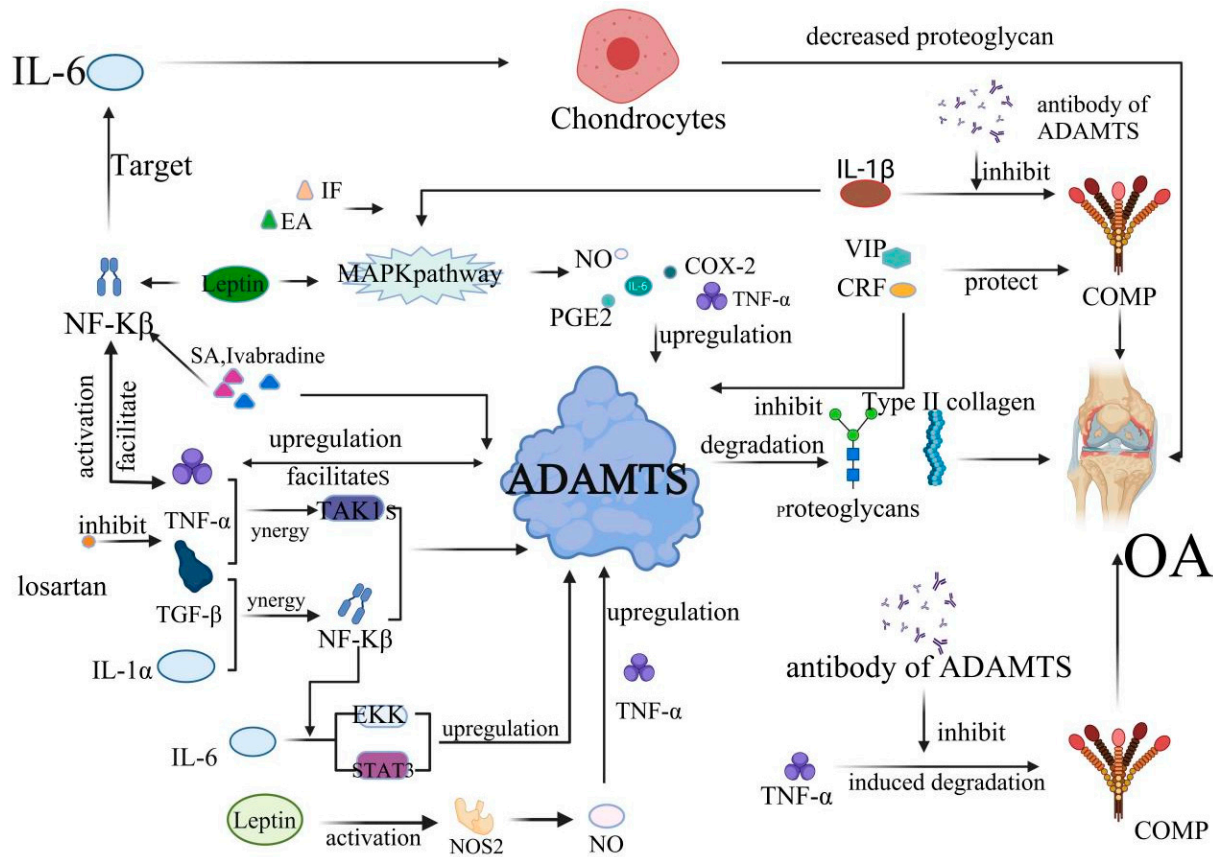 decreased proteoglycan
IL-6
Chondrocytes
antibody of
ADAMTS
Target
IL-1β
inhibit
IF
EA
VIP
NO
COX-2
MAPKpathway
Leptin
IL-6
TNF-α
CRF
protect
PGE2
COMP
NF-Kβ
upregulation
SA,Ivabradine
activation
facilitate
inhibit
Type II collagen
upregulation
degradation
ADAMTS
facilitatesS
TAK1 s
proteoglycans
inhibit
TNF-α
ynergy
OA
losartan
TGF-β
ynergy
NF-Kβ
upregulation
IL-1α
antibody of ADAMTS
TNF-α
EKK
upregulation
IL-6
STAT3
inhibit
TNF-α
induced degradation
Leptin
activation
NOS2
NO
COMP